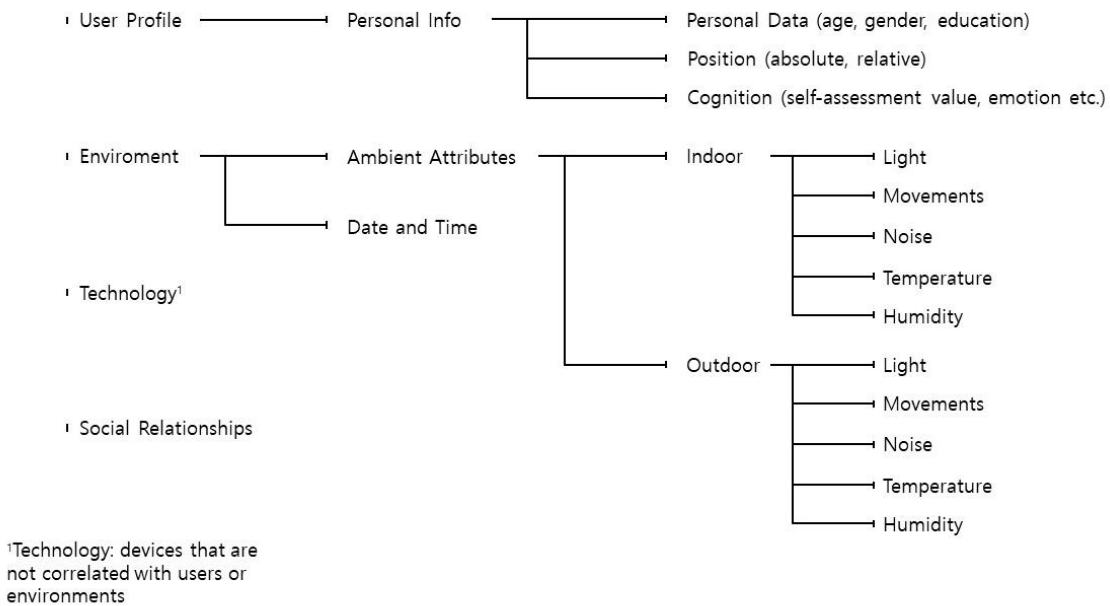 User Profile Personal Info Personal Data (age, gender, education)
Position (absolute, relative)
Cognition (self-assessment value, emotion etc.)
Enviroment Ambient Attributes Indoor Light
Movements
Date and Time Noise
Temperature
Technology¹
Humidity
Outdoor Light
Movements
Social Relationships
Noise
Temperature
Humidity
¹Technology: devices that are
not correlated with users or
environments